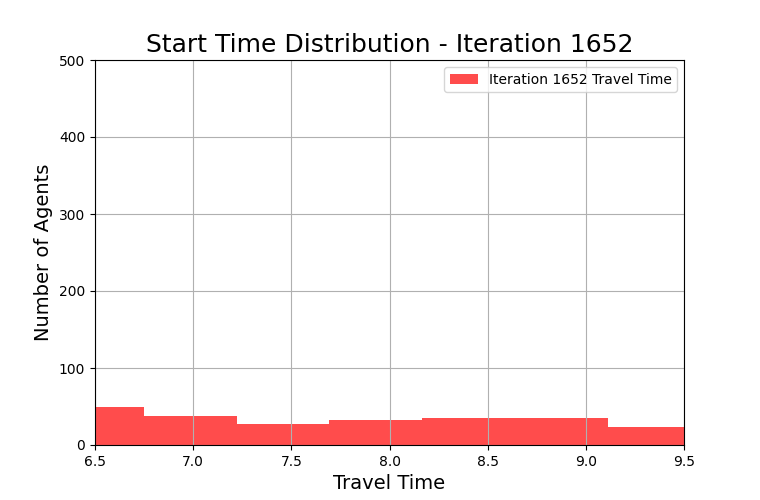 Start Time Distribution - Iteration 1652
Iteration 1652 Travel Time
Number of Agents
500
400
300
200
100
0
6.5 7.0 7.5 8.0 8.5 9.0 9.5
Travel Time